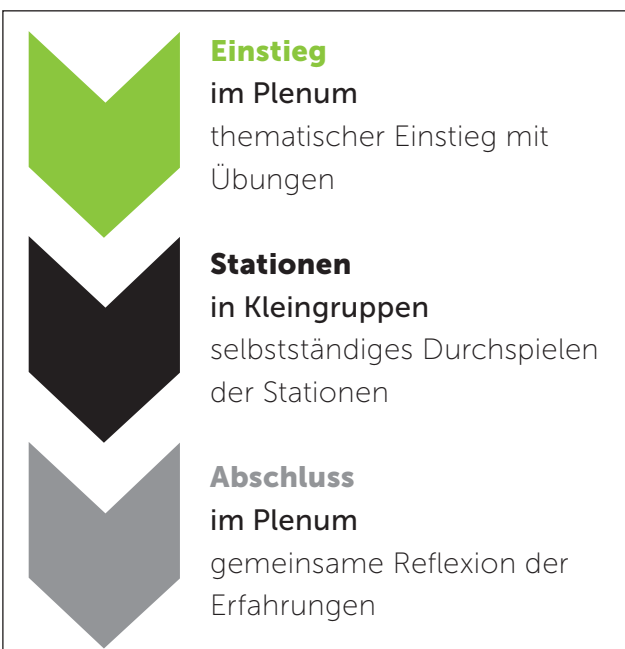 Einstieg
im Plenum
thematischer Einstieg mit
Übungen
Stationen
in Kleingruppen
selbstständiges Durchspielen
der Stationen
Abschluss
im Plenum
gemeinsame Reflexion der
Erfahrungen